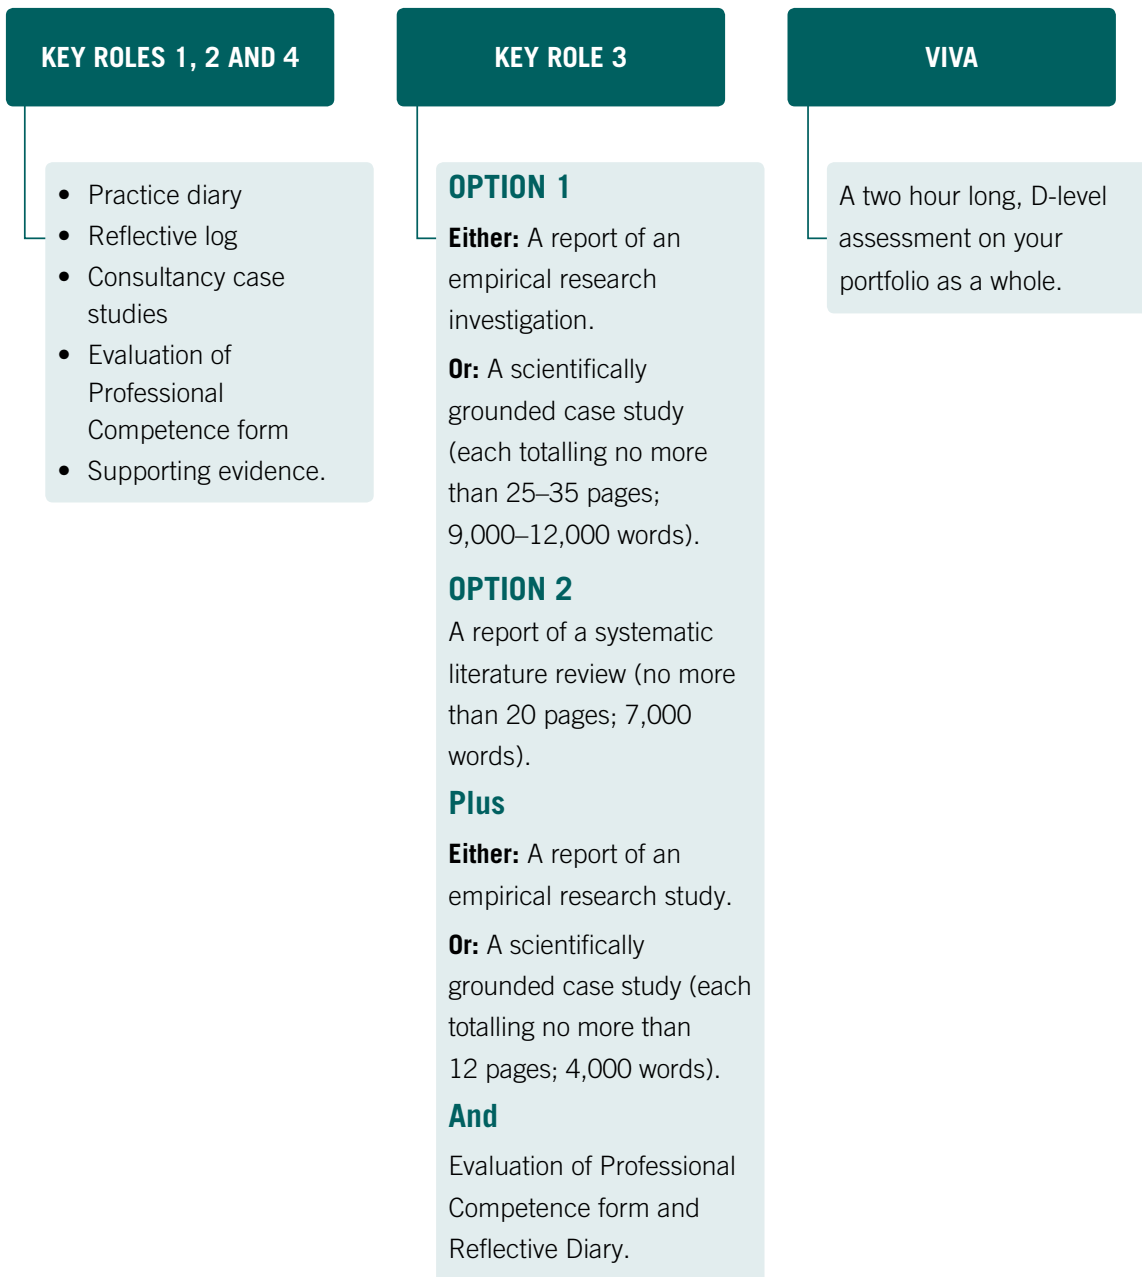 KEY ROLES 1, 2 AND 4
• Practice diary
• Reflective log
• Consultancy case
studies
• Evaluation of
Professional
Competence form
• Supporting evidence.
KEY ROLE 3
OPTION 1
Either: A report of an
empirical research
investigation.
Or: A scientifically
grounded case study
(each totalling no more
than 25–35 pages;
9,000–12,000 words).
OPTION 2
A report of a systematic
literature review (no more
than 20 pages; 7,000
words).
Plus
Either: A report of an
empirical research study.
Or: A scientifically
grounded case study (each
totalling no more than
12 pages; 4,000 words).
And
Evaluation of Professional
Competence form and
Reflective Diary.
VIVA
A two hour long, D-level
assessment on your
portfolio as a whole.